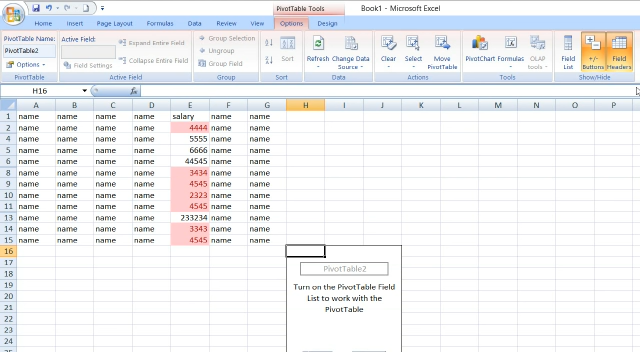 PivotTable Tools Book1 - Microsoft Excel
Home Insert Page Layout Formulas Data Review View Options Design
PivotTable Name: Active Field: Expand Entire Field Group Selection
PivotTable2 Ungroup
Options Field Settings Collapse Entire Field Group Field Sort Refresh Change Data Source Clear Select Move PivotTable PivotChart Formulas OLAP tools Field List +/- Buttons Field Headers
PivotTable Active Field Group Sort Data Actions Tools Show/Hide
H16 fx
A B C D E F G H I J K L M N O P
1 name name name name salary name name
2 name name name name 4444 name name
4 name name name name 5555 name name
5 name name name name 6666 name name
6 name name name name 44545 name name
8 name name name name 3434 name name
9 name name name name 4545 name name
10 name name name name 2323 name name
11 name name name name 4545 name name
13 name name name name 233234 name name
14 name name name name 3343 name name
15 name name name name 4545 name name
16
17
18 PivotTable2
19
20 Turn on the PivotTable Field
21 List to work with the
22 PivotTable
23
24